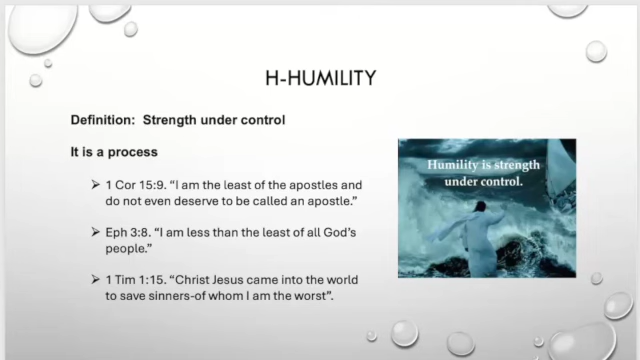 H-HUMILITY
Definition:  Strength under control
It is a process
➢ 1 Cor 15:9. “I am the least of the apostles and
do not even deserve to be called an apostle.”
➢ Eph 3:8. “I am less than the least of all God’s
people.”
➢ 1 Tim 1:15. “Christ Jesus came into the world
to save sinners-of whom I am the worst”.
Humility is strength
under control.